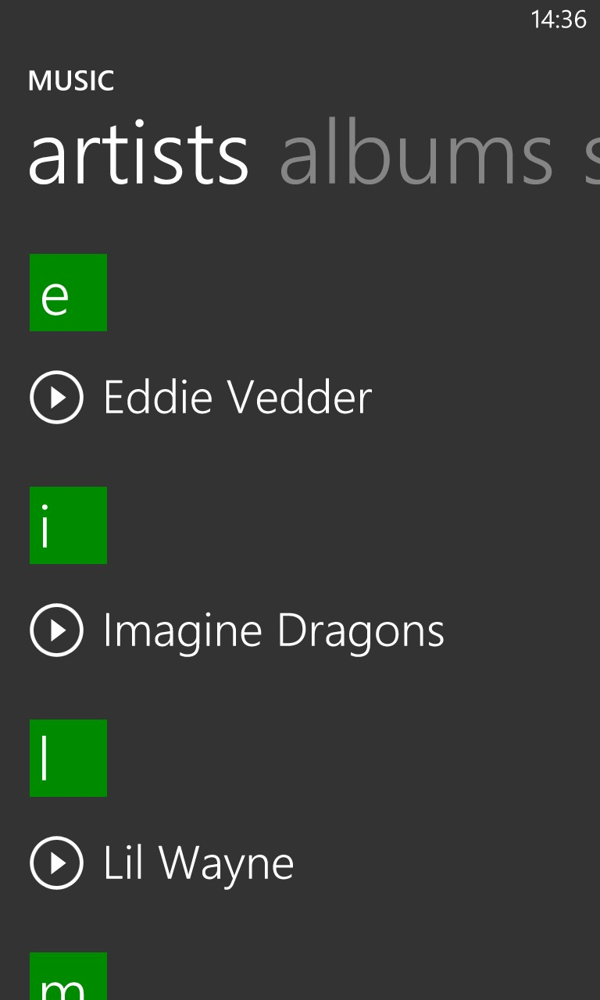 14:36
MUSIC
artists albums s
e
Eddie Vedder
i
Imagine Dragons
l
Lil Wayne
m